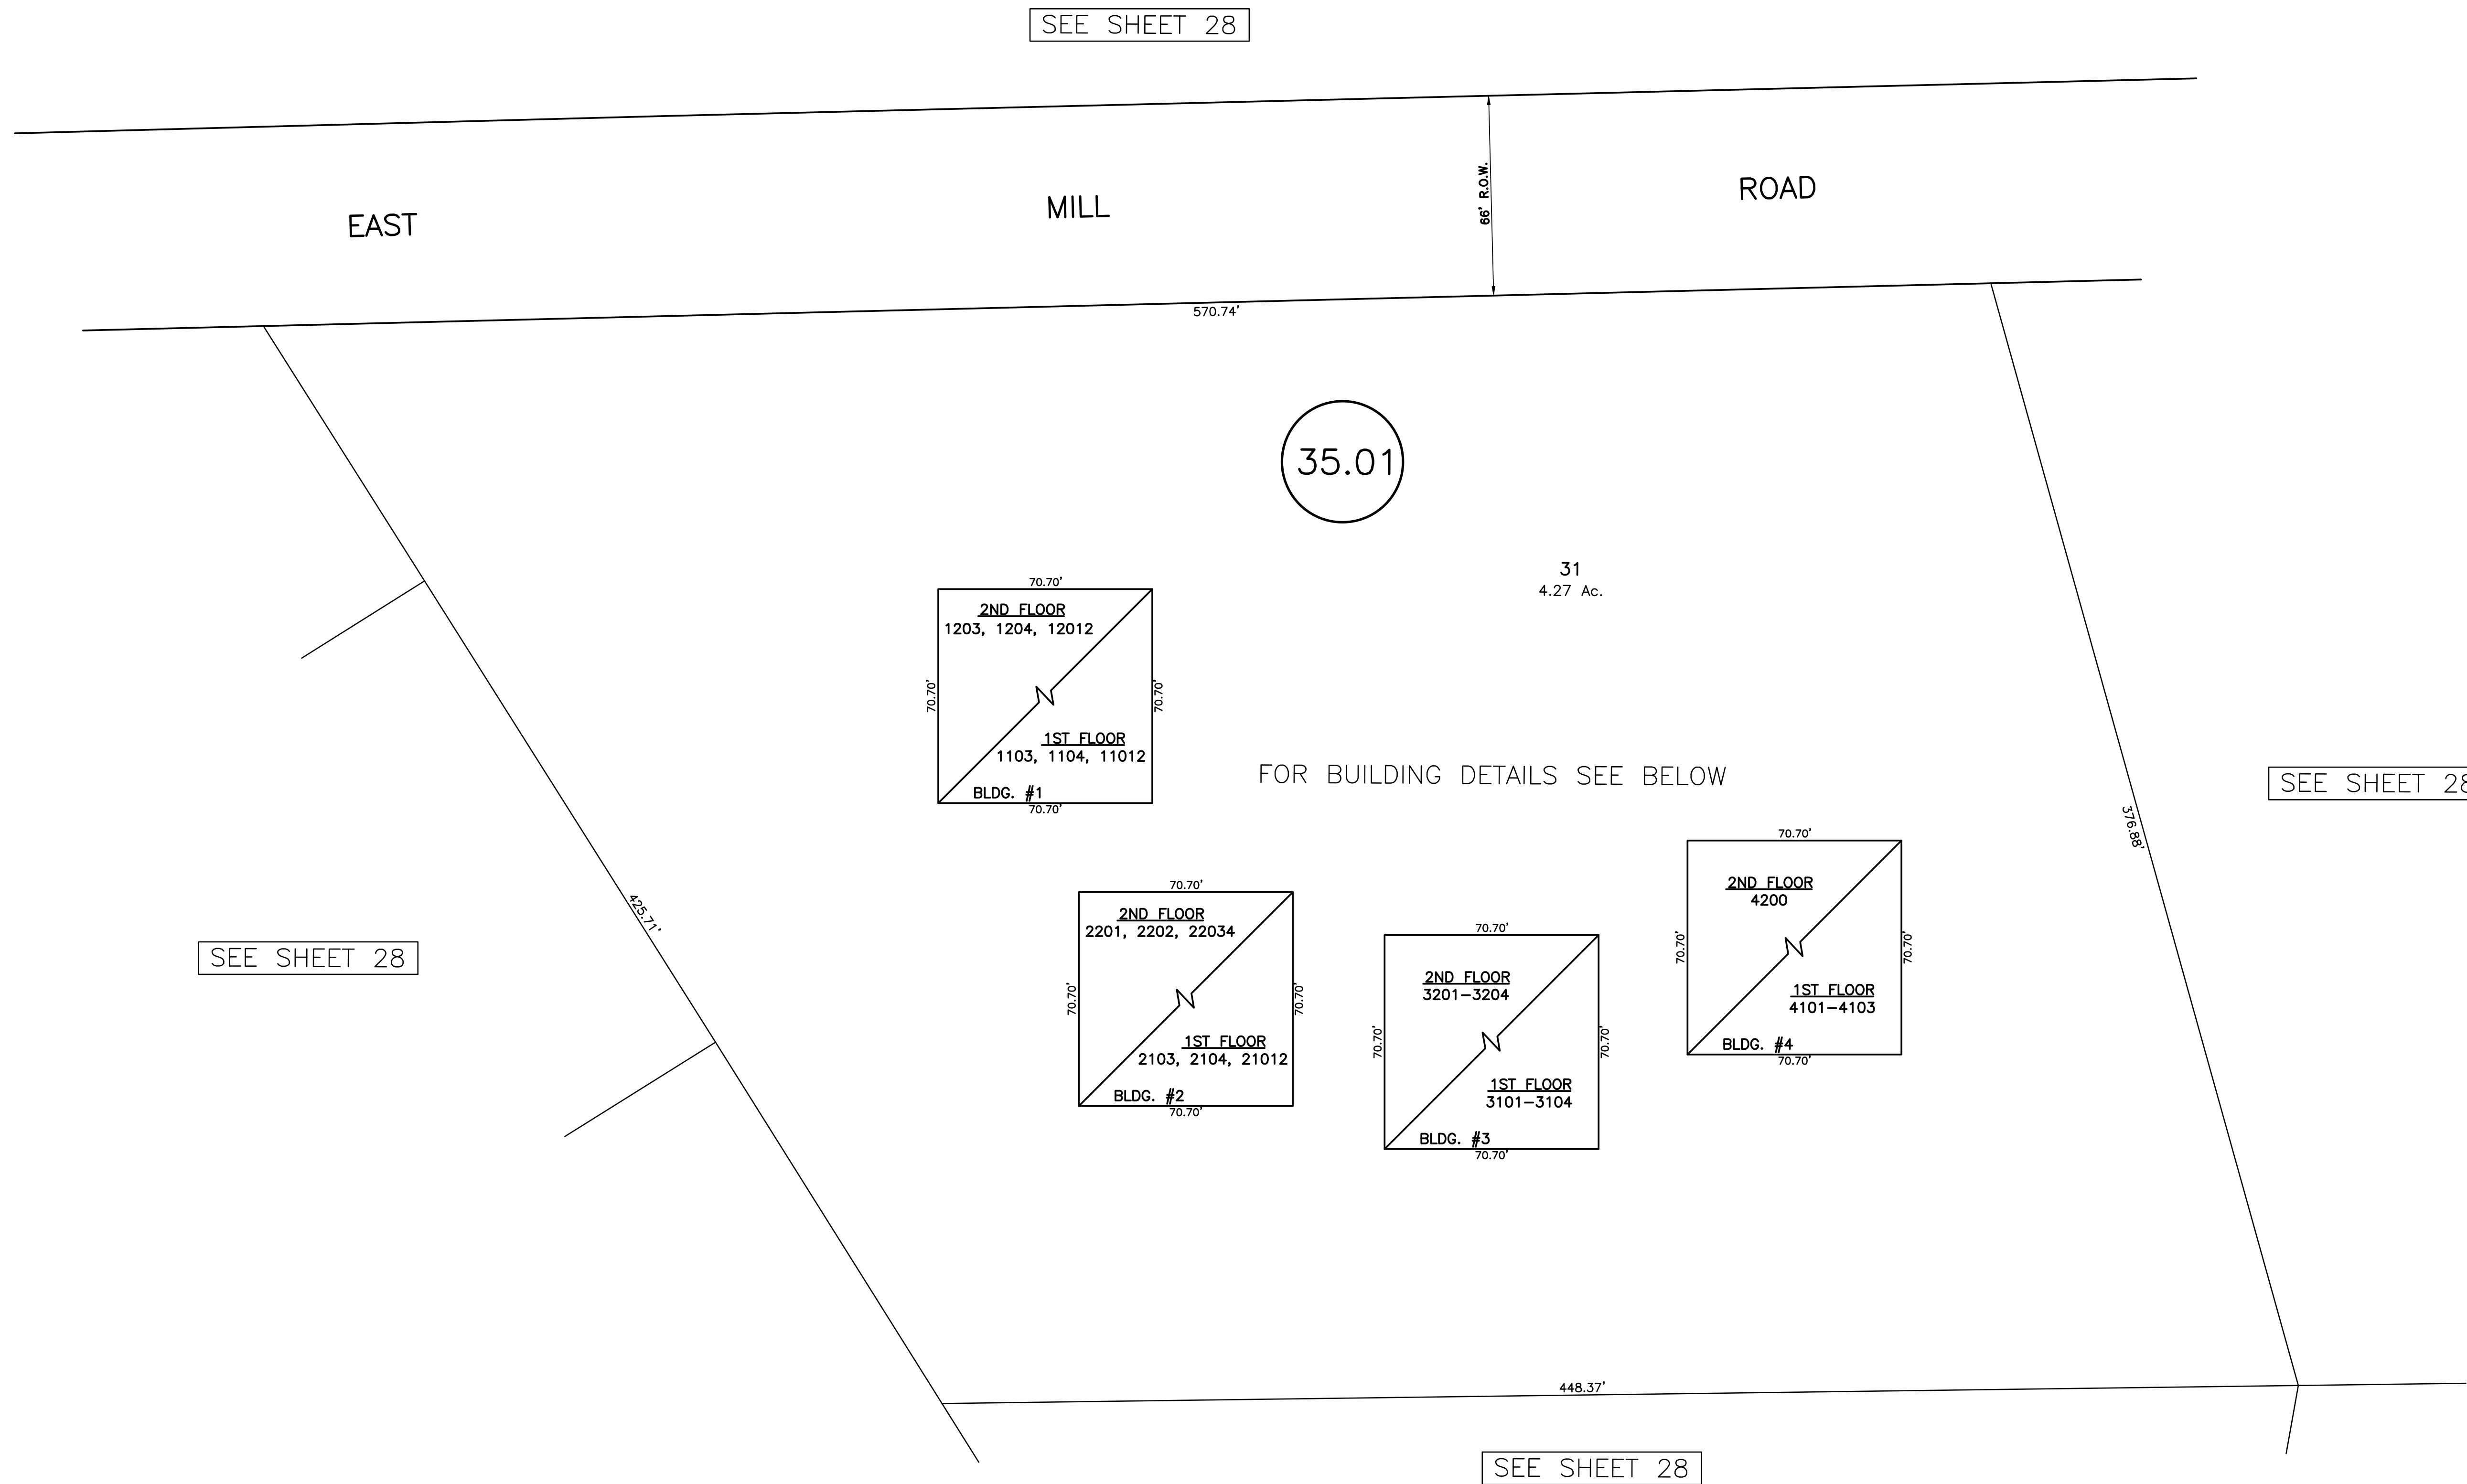 SEE SHEET 28
66' R.O.W.
EAST MILL ROAD
570.74'
35.01
31
4.27 Ac.
70.70'
2ND FLOOR
1203, 1204, 12012
70.70'
70.70'
1ST FLOOR
1103, 1104, 11012
BLDG. #1
70.70'
FOR BUILDING DETAILS SEE BELOW
SEE SHEET 28
376.88'
70.70'
2ND FLOOR
4200
70.70'
70.70'
1ST FLOOR
4101-4103
BLDG. #4
70.70'
425.71'
SEE SHEET 28
70.70'
2ND FLOOR
2201, 2202, 22034
70.70'
70.70'
1ST FLOOR
2103, 2104, 21012
BLDG. #2
70.70'
70.70'
2ND FLOOR
3201-3204
70.70'
70.70'
1ST FLOOR
3101-3104
BLDG. #3
70.70'
448.37'
SEE SHEET 28